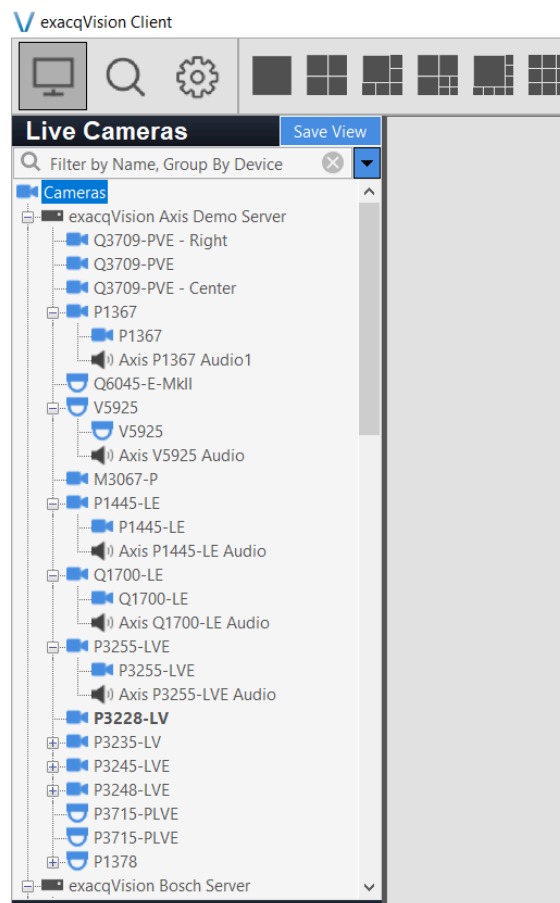 exacqVision Client
Live Cameras
Save View
Filter by Name, Group By Device
Cameras
exacqVision Axis Demo Server
Q3709-PVE - Right
Q3709-PVE
Q3709-PVE - Center
P1367
P1367
Axis P1367 Audio1
Q6045-E-MkII
V5925
V5925
Axis V5925 Audio
M3067-P
P1445-LE
P1445-LE
Axis P1445-LE Audio
Q1700-LE
Q1700-LE
Axis Q1700-LE Audio
P3255-LVE
P3255-LVE
Axis P3255-LVE Audio
P3228-LV
P3235-LV
P3245-LVE
P3248-LVE
P3715-PLVE
P3715-PLVE
P1378
exacqVision Bosch Server